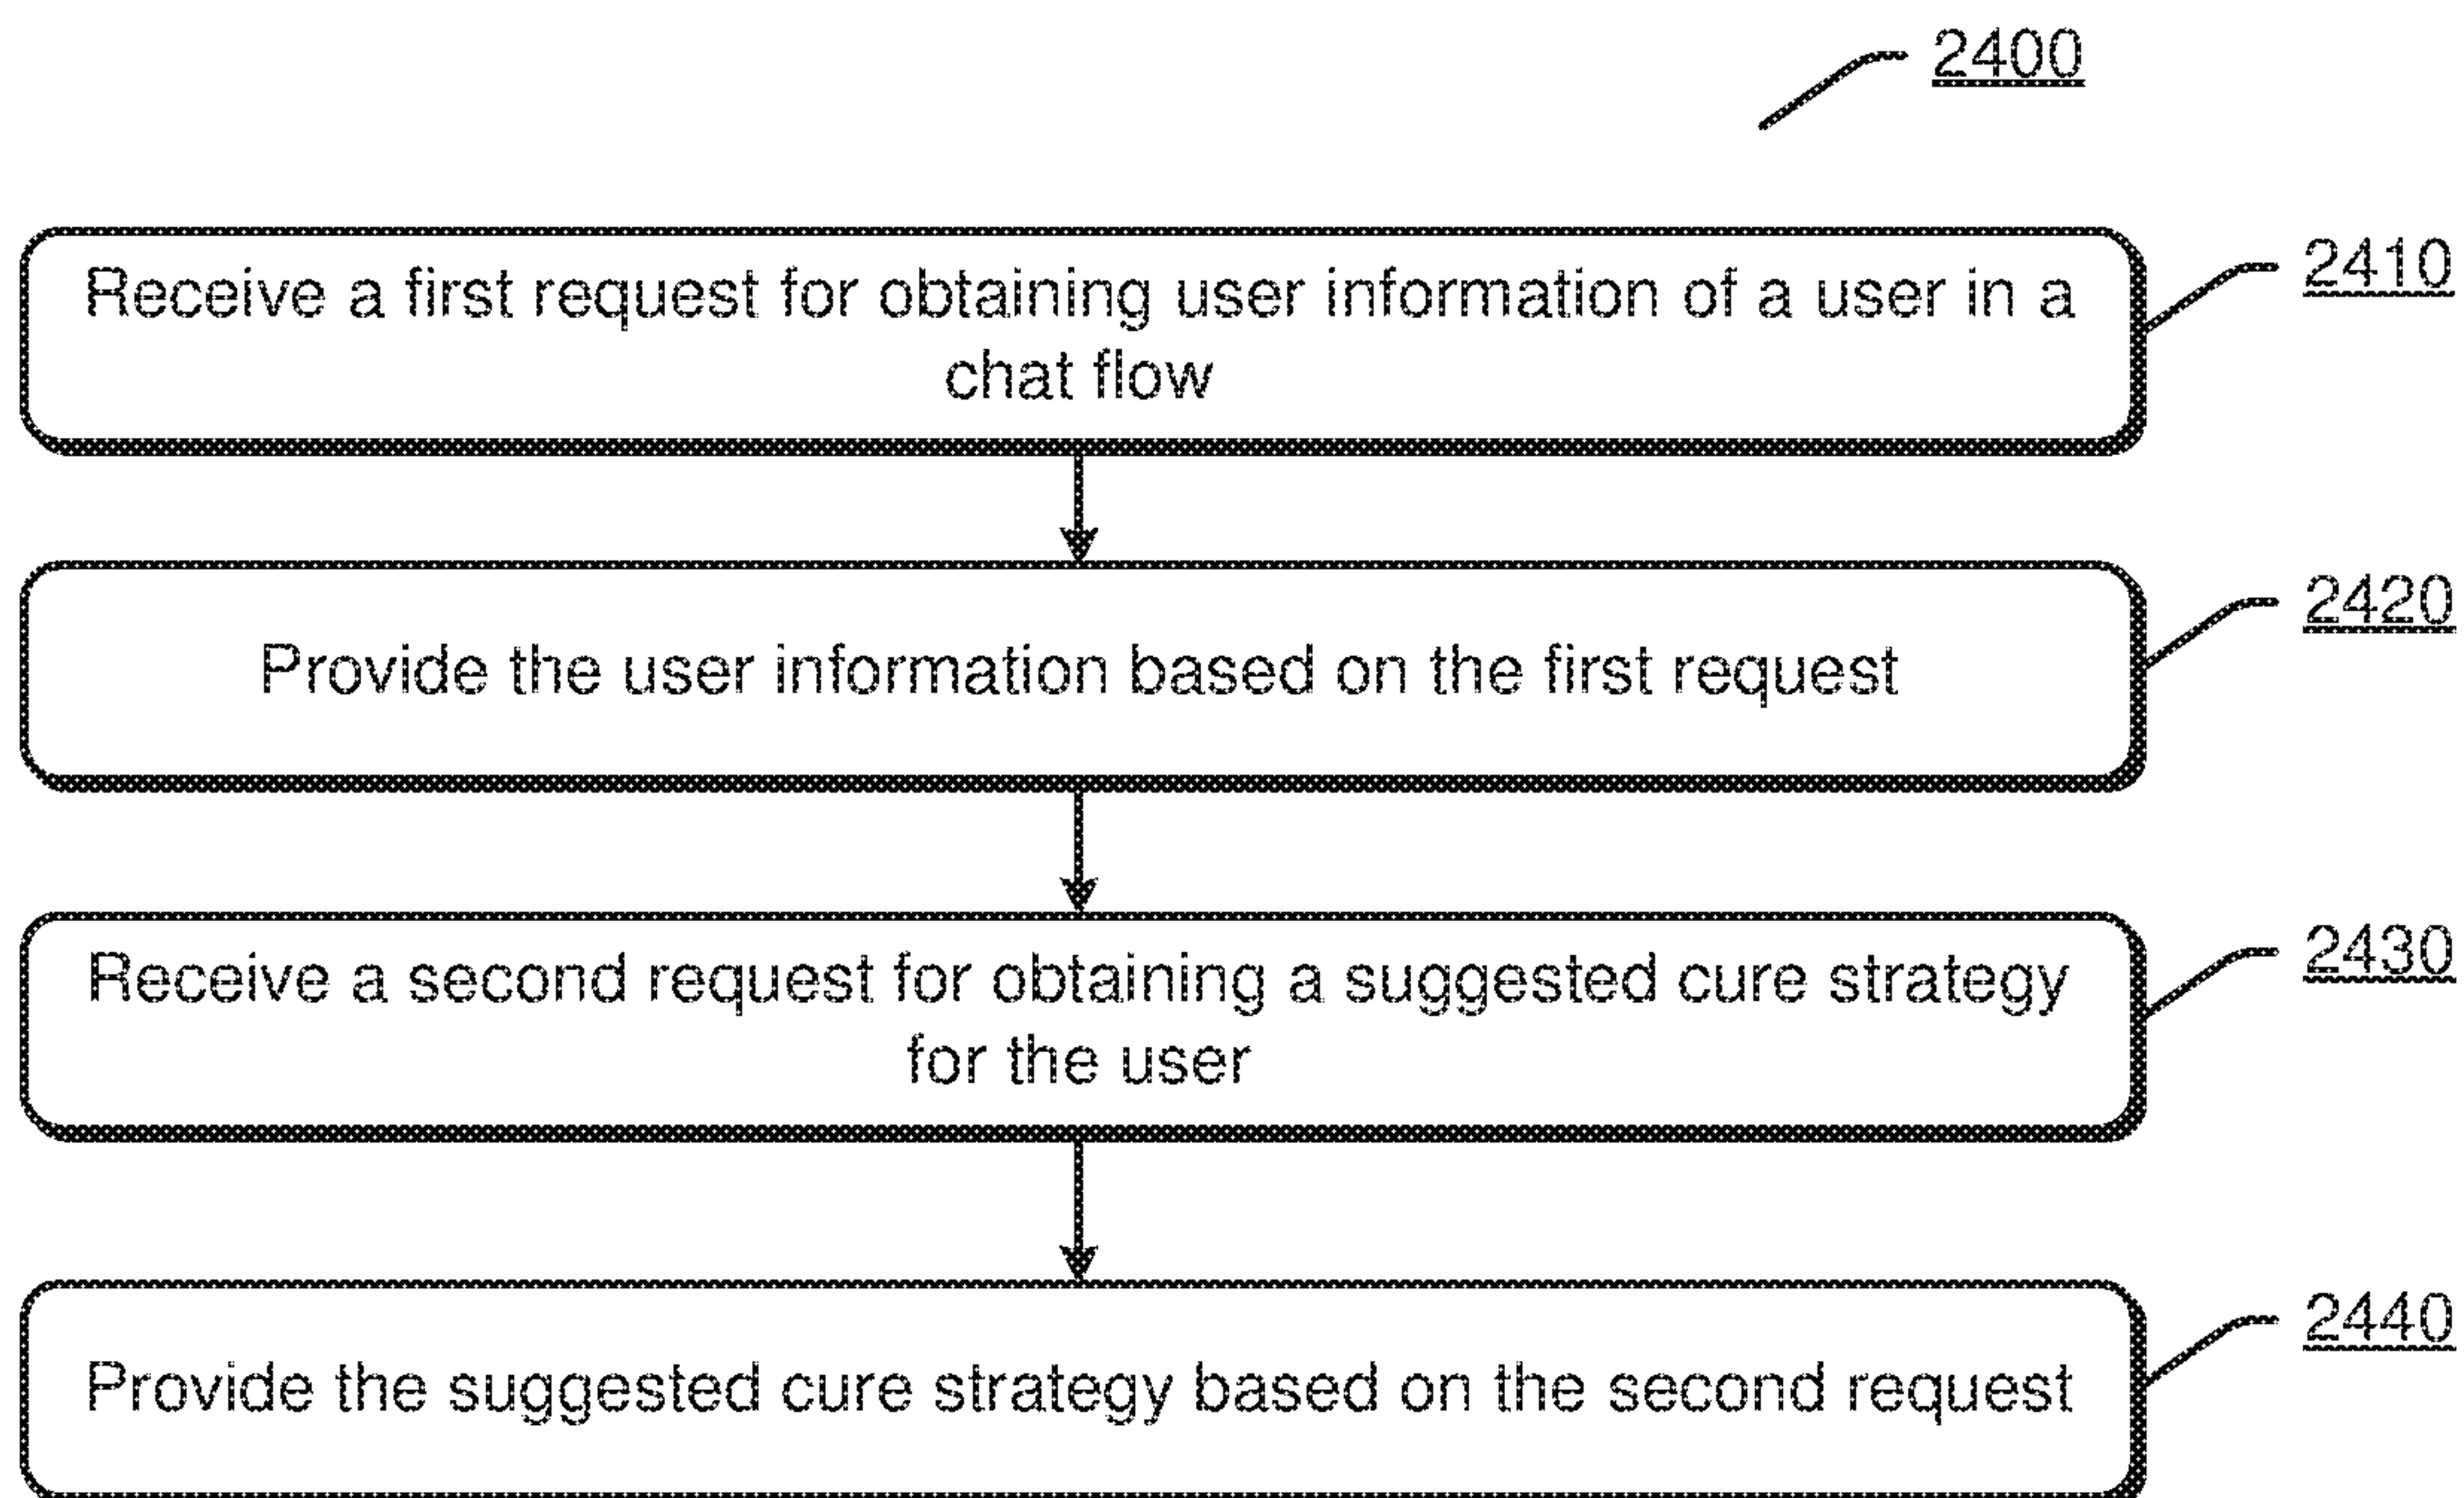 2400
Receive a first request for obtaining user information of a user in a
chat flow
2410
Provide the user information based on the first request
2420
Receive a second request for obtaining a suggested cure strategy
for the user
2430
Provide the suggested cure strategy based on the second request
2440